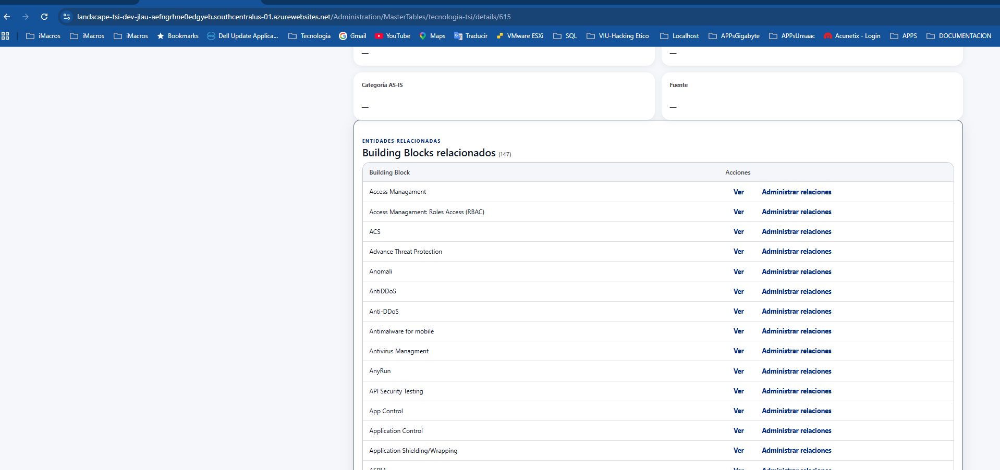 landscape-tsi-dev-jlau-aefngrhne0edgyeb.southcentralus-01.azurewebsites.net/Administration/MasterTables/tecnologia-tsi/details/615
iMacros iMacros iMacros Bookmarks Dell Update Applica... Tecnologia Gmail YouTube Maps Traducir VMware ESXi SQL VIU-Hacking Etico Localhost APPsGigabyte APPsUnsaac Acunetix - Login APPS DOCUMENTACION
— —
Categoría AS-IS Fuente
— —
ENTIDADES RELACIONADAS
Building Blocks relacionados (147)
Building Block Acciones
Access Managament Ver Administrar relaciones
Access Managament: Roles Access (RBAC) Ver Administrar relaciones
ACS Ver Administrar relaciones
Advance Threat Protection Ver Administrar relaciones
Anomali Ver Administrar relaciones
AntiDDoS Ver Administrar relaciones
Anti-DDoS Ver Administrar relaciones
Antimalware for mobile Ver Administrar relaciones
Antivirus Managment Ver Administrar relaciones
AnyRun Ver Administrar relaciones
API Security Testing Ver Administrar relaciones
App Control Ver Administrar relaciones
Application Control Ver Administrar relaciones
Application Shielding/Wrapping Ver Administrar relaciones
ASPM Ver Administrar relaciones